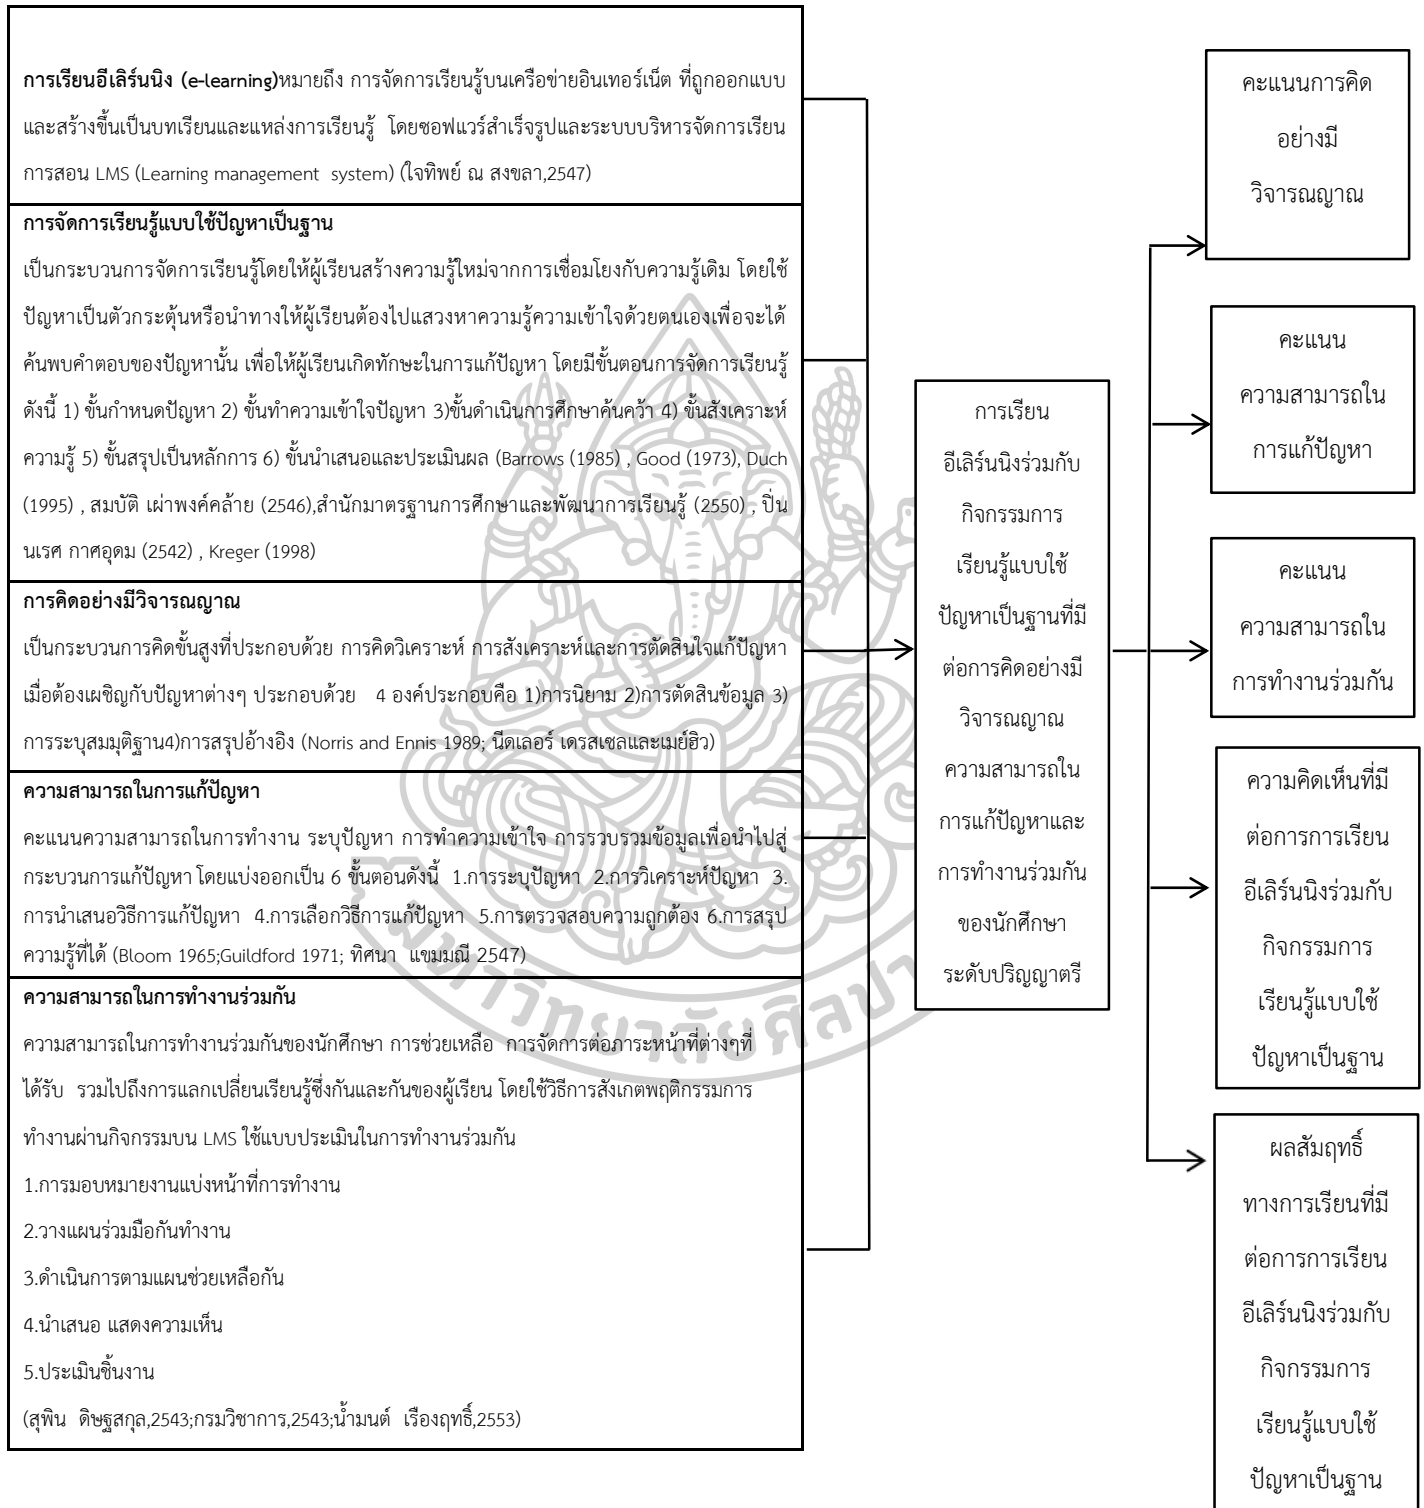 การเรียนอีเลิร์นนิง (e-learning)หมายถึง การจัดการเรียนรู้บนเครือข่ายอินเทอร์เน็ต ที่ถูกออกแบบ
และสร้างขึ้นเป็นบทเรียนและแหล่งการเรียนรู้ โดยซอฟแวร์สำเร็จรูปและระบบบริหารจัดการเรียน
การสอน LMS (Learning management system) (ใจทิพย์ ณ สงขลา,2547)
การจัดการเรียนรู้แบบใช้ปัญหาเป็นฐาน
เป็นกระบวนการจัดการเรียนรู้โดยให้ผู้เรียนสร้างความรู้ใหม่จากการเชื่อมโยงกับความรู้เดิม โดยใช้
ปัญหาเป็นตัวกระตุ้นหรือนำทางให้ผู้เรียนต้องไปแสวงหาความรู้ความเข้าใจด้วยตนเองเพื่อจะได้
ค้นพบคำตอบของปัญหานั้น เพื่อให้ผู้เรียนเกิดทักษะในการแก้ปัญหา โดยมีขั้นตอนการจัดการเรียนรู้
ดังนี้ 1) ขั้นกำหนดปัญหา 2) ขั้นทำความเข้าใจปัญหา 3)ขั้นดำเนินการศึกษาค้นคว้า 4) ขั้นสังเคราะห์
ความรู้ 5) ขั้นสรุปเป็นหลักการ 6) ขั้นนำเสนอและประเมินผล (Barrows (1985) , Good (1973), Duch
(1995) , สมบัติ เผ่าพงค์คล้าย (2546),สำนักมาตรฐานการศึกษาและพัฒนาการเรียนรู้ (2550) , ปิ่น
นเรศ กาศอุดม (2542) , Kreger (1998)
การคิดอย่างมีวิจารณญาณ
เป็นกระบวนการคิดขั้นสูงที่ประกอบด้วย การคิดวิเคราะห์ การสังเคราะห์และการตัดสินใจแก้ปัญหา
เมื่อต้องเผชิญกับปัญหาต่างๆ ประกอบด้วย 4 องค์ประกอบคือ 1)การนิยาม 2)การตัดสินข้อมูล 3)
การระบุสมมุติฐาน4)การสรุปอ้างอิง (Norris and Ennis 1989; นีดเลอร์ เดรสเซลและเมย์ฮิว)
ความสามารถในการแก้ปัญหา
คะแนนความสามารถในการทำงาน ระบุปัญหา การทำความเข้าใจ การรวบรวมข้อมูลเพื่อนำไปสู่
กระบวนการแก้ปัญหา โดยแบ่งออกเป็น 6 ขั้นตอนดังนี้ 1.การระบุปัญหา 2.การวิเคราะห์ปัญหา 3.
การนำเสนอวิธีการแก้ปัญหา 4.การเลือกวิธีการแก้ปัญหา 5.การตรวจสอบความถูกต้อง 6.การสรุป
ความรู้ที่ได้ (Bloom 1965;Guildford 1971; ทิศนา แขมมณี 2547)
ความสามารถในการทำงานร่วมกัน
ความสามารถในการทำงานร่วมกันของนักศึกษา การช่วยเหลือ การจัดการต่อภาระหน้าที่ต่างๆที่
ได้รับ รวมไปถึงการแลกเปลี่ยนเรียนรู้ซึ่งกันและกันของผู้เรียน โดยใช้วิธีการสังเกตพฤติกรรมการ
ทำงานผ่านกิจกรรมบน LMS ใช้แบบประเมินในการทำงานร่วมกัน
1.การมอบหมายงานแบ่งหน้าที่การทำงาน
2.วางแผนร่วมมือกันทำงาน
3.ดำเนินการตามแผนช่วยเหลือกัน
4.นำเสนอ แสดงความเห็น
5.ประเมินชิ้นงาน
(สุพิน ดิษฐสกุล,2543;กรมวิชาการ,2543;น้ำมนต์ เรืองฤทธิ์,2553)
การเรียน
อีเลิร์นนิงร่วมกับ
กิจกรรมการ
เรียนรู้แบบใช้
ปัญหาเป็นฐานที่มี
ต่อการคิดอย่างมี
วิจารณญาณ
ความสามารถใน
การแก้ปัญหาและ
การทำงานร่วมกัน
ของนักศึกษา
ระดับปริญญาตรี
คะแนนการคิด
อย่างมี
วิจารณญาณ
คะแนน
ความสามารถใน
การแก้ปัญหา
คะแนน
ความสามารถใน
การทำงานร่วมกัน
ความคิดเห็นที่มี
ต่อการการเรียน
อีเลิร์นนิงร่วมกับ
กิจกรรมการ
เรียนรู้แบบใช้
ปัญหาเป็นฐาน
ผลสัมฤทธิ์
ทางการเรียนที่มี
ต่อการการเรียน
อีเลิร์นนิงร่วมกับ
กิจกรรมการ
เรียนรู้แบบใช้
ปัญหาเป็นฐาน